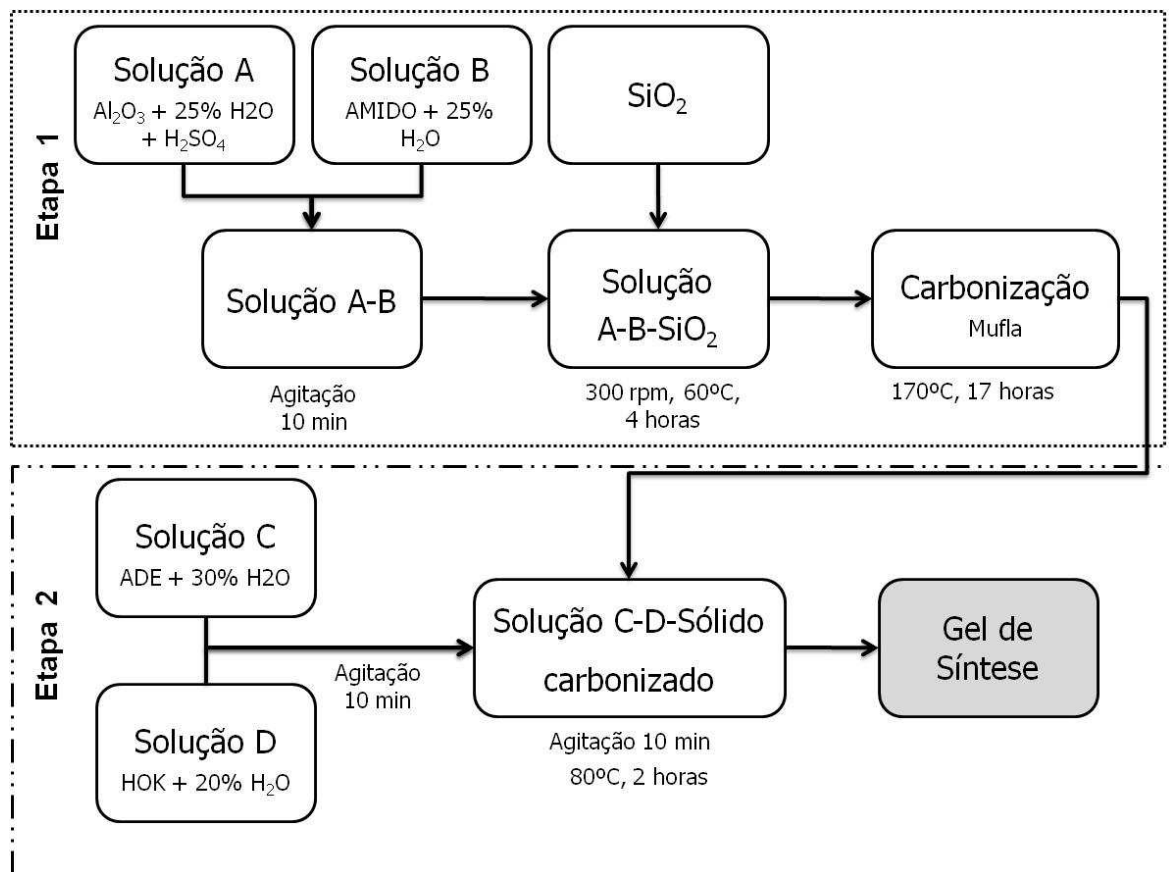 Etapa 1
Solução A
Al₂O₃ + 25% H2O
+ H₂SO₄
Solução B
AMIDO + 25%
H₂O
SiO₂
Solução A-B
Agitação
10 min
Solução
A-B-SiO₂
300 rpm, 60ºC,
4 horas
Carbonização
Mufla
170ºC, 17 horas
Etapa 2
Solução C
ADE + 30% H2O
Solução D
HOK + 20% H₂O
Agitação
10 min
Solução C-D-Sólido
carbonizado
Agitação 10 min
80ºC, 2 horas
Gel de
Síntese